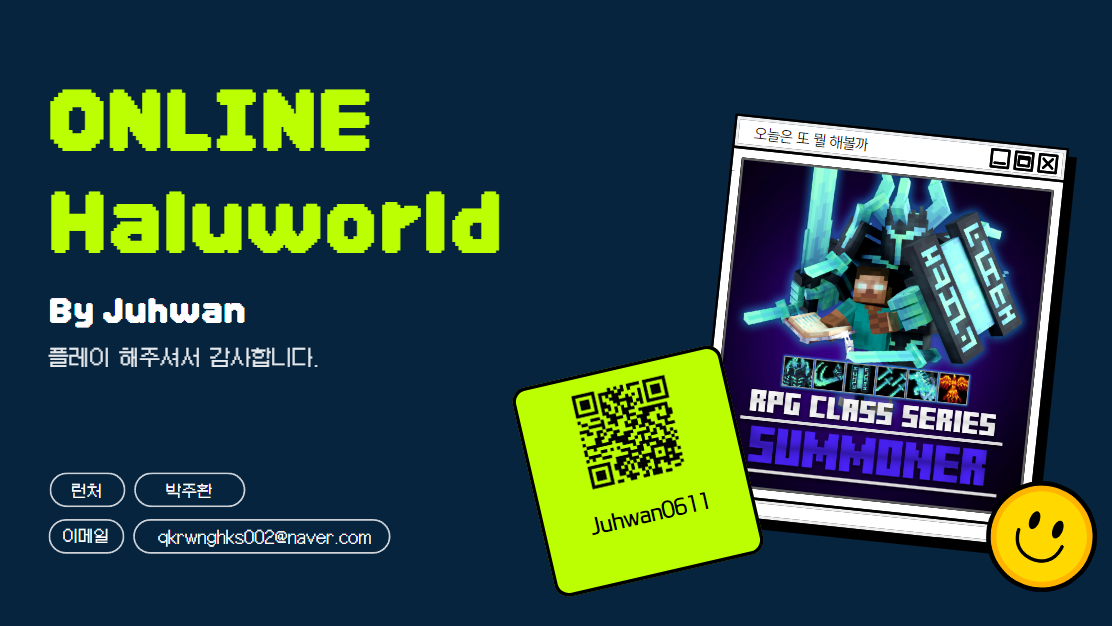 ONLINE
Haluworld
By Juhwan
플레이 해주셔서 감사합니다.
런처
박주환
이메일
qkrwnghks002@naver.com
오늘은 또 뭘 해볼까
RPG CLASS SERIES
SUMMONER
Juhwan0611